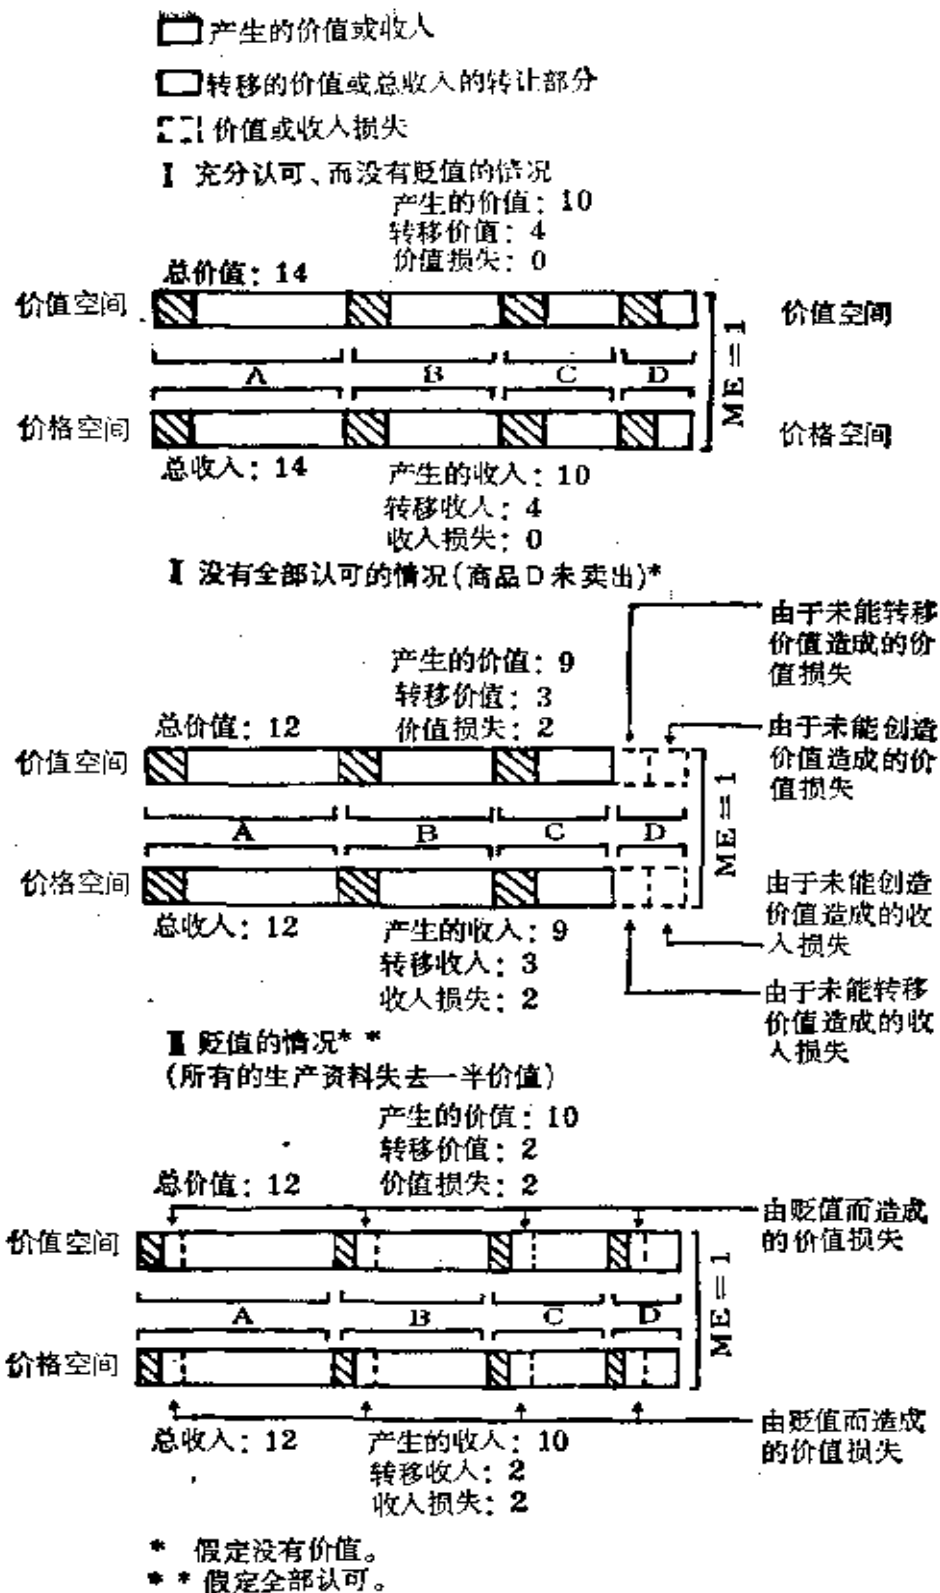 产生的价值或收入
转移的价值或总收入的转让部分
价值或收入损失
I 充分认可、而没有贬值的情况
产生的价值：10
转移价值：4
价值损失：0
总价值：14
价值空间
价值空间
A B C D
ME=1
价格空间
价格空间
总收入：14
产生的收入：10
转移收入：4
收入损失：0
II 没有全部认可的情况(商品D未卖出)*
由于未能转移
价值造成的价
值损失
产生的价值：9
转移价值：3
价值损失：2
总价值：12
由于未能创造
价值造成的价
值损失
价值空间
A B C D
ME=1
价格空间
由于未能创造
价值造成的收
入损失
总收入：12
产生的收入：9
转移收入：3
收入损失：2
由于未能转移
价值造成的收
入损失
III 贬值的情况* *
(所有的生产资料失去一半价值)
产生的价值：10
转移价值：2
价值损失：2
总价值：12
由贬值而造成
的价值损失
价值空间
A B C D
ME=1
价格空间
由贬值而造成
的价值损失
总收入：12
产生的收入：10
转移收入：2
收入损失：2
* 假定没有价值。
* * 假定全部认可。